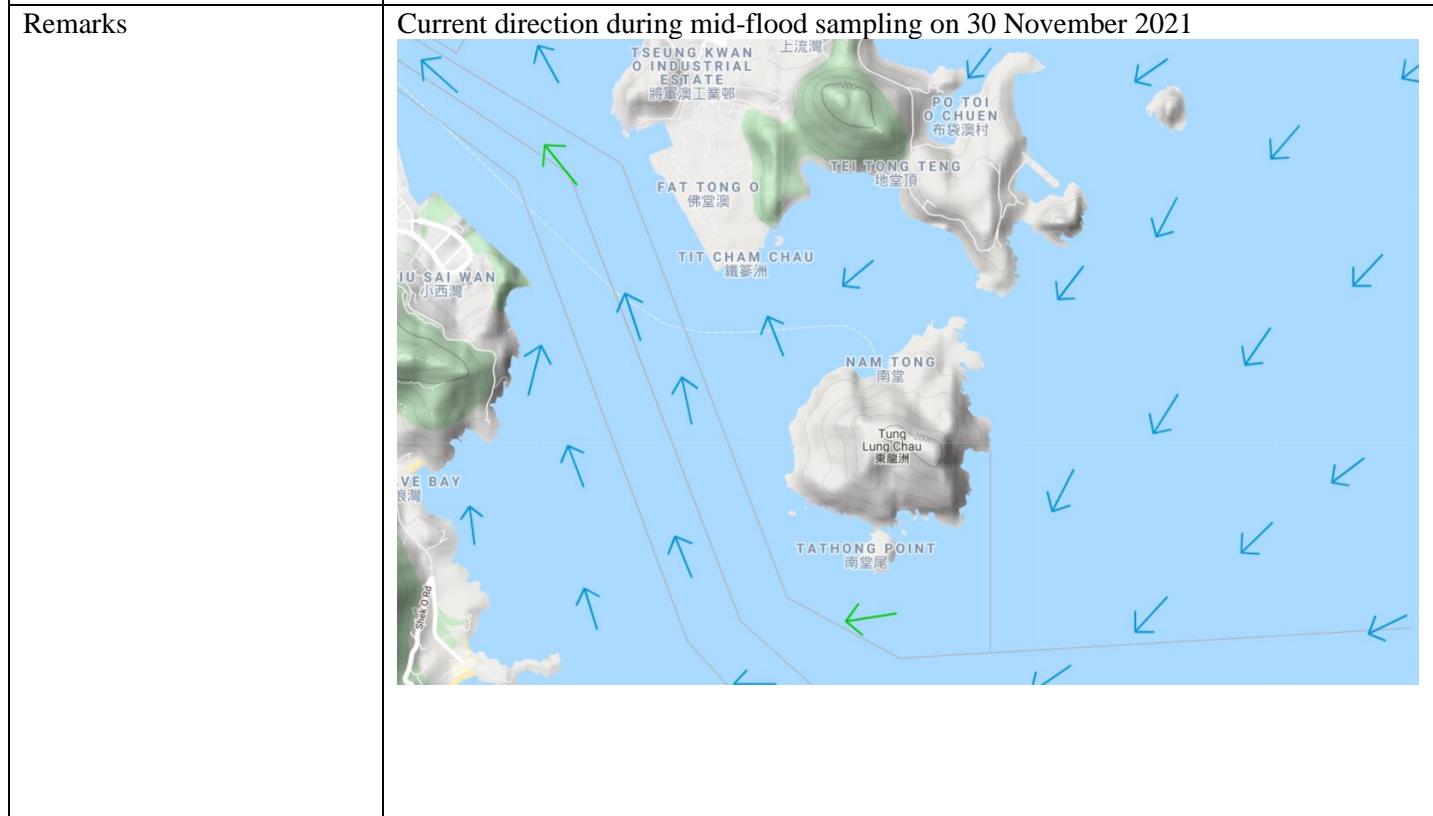 Remarks
Current direction during mid-flood sampling on 30 November 2021
上流灣
TSEUNG KWAN
O INDUSTRIAL
ESTATE
將軍澳工業邨
200m
PO TOI
O CHUEN
布袋澳村
TEI TONG TENG
地堂頂
FAT TONG O
佛堂澳
TIT CHAM CHAU
鐵篸洲
IU SAI WAN
小西灣
NAM TONG
南堂
Tung
Lung Chau
東龍洲
200m
VE BAY
浪灣
TATHONG POINT
南堂尾
Shek O Rd